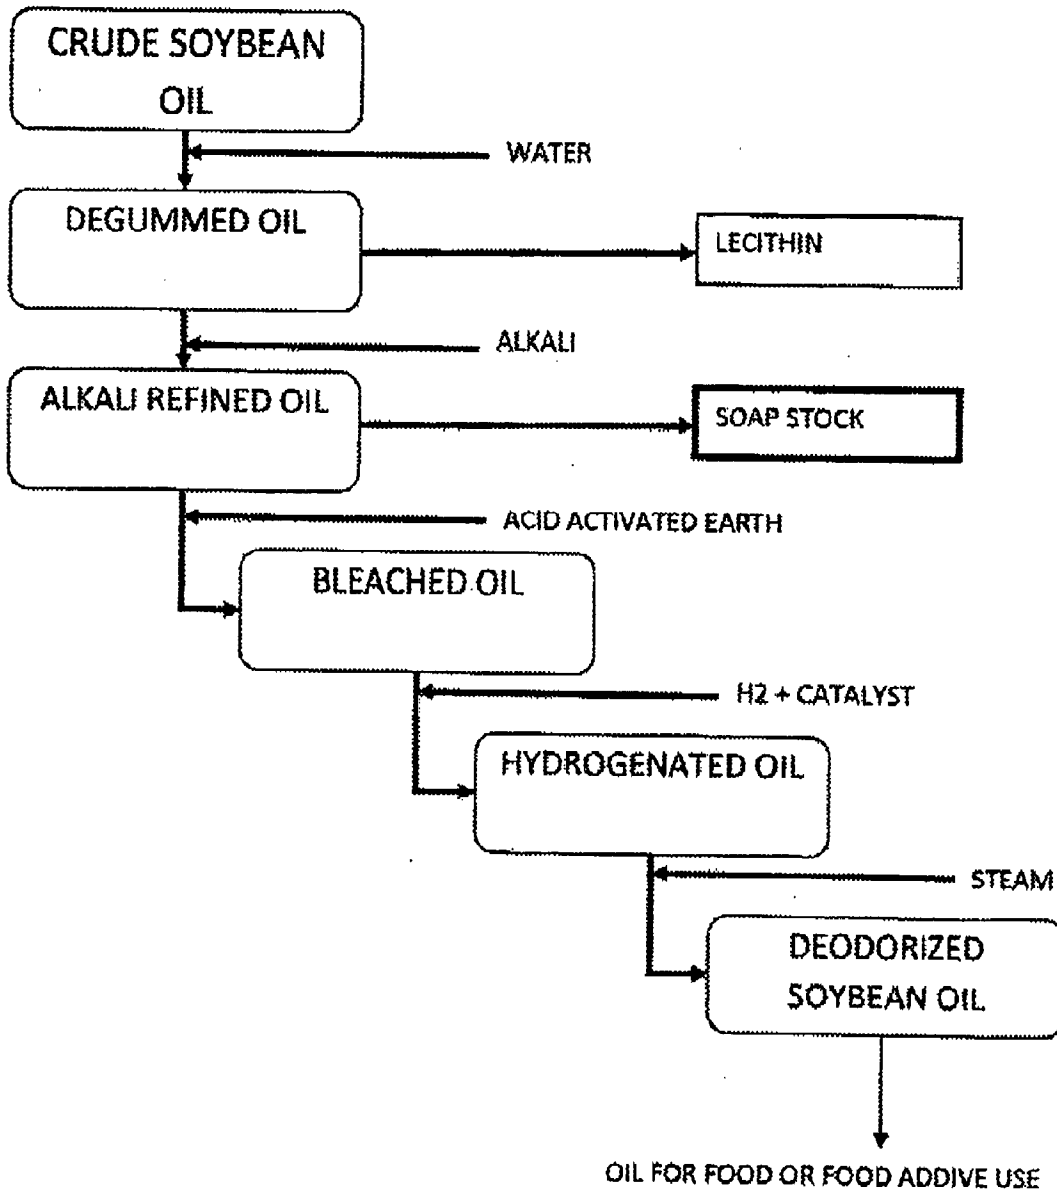 CRUDE SOYBEAN
OIL
WATER
DEGUMMED OIL
LECITHIN
ALKALI
ALKALI REFINED OIL
SOAP STOCK
ACID ACTIVATED EARTH
BLEACHED OIL
H2 + CATALYST
HYDROGENATED OIL
STEAM
DEODORIZED
SOYBEAN OIL
OIL FOR FOOD OR FOOD ADDIVE USE